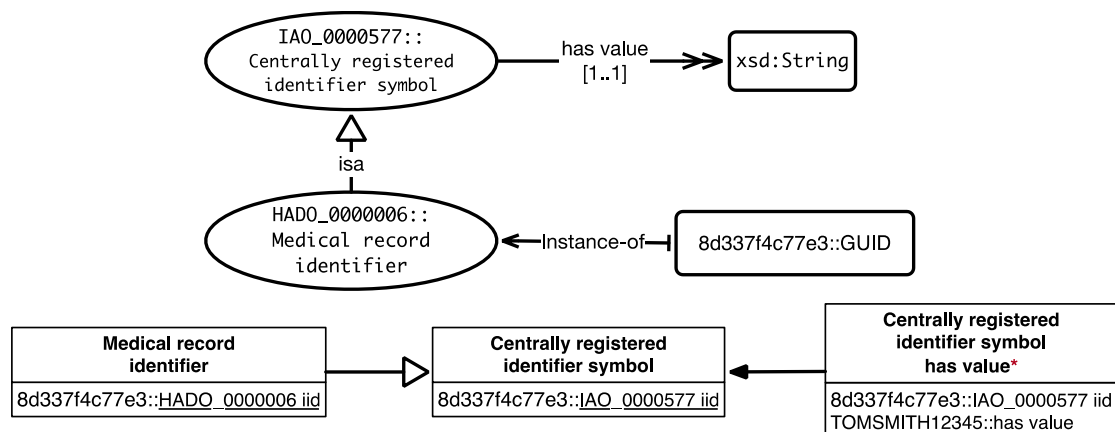 IAO_0000577::
Centrally registered
identifier symbol
has value
[1..1]
xsd:String
isa
HADO_0000006::
Medical record
identifier
Instance-of
8d337f4c77e3::GUID
Medical record
identifier
8d337f4c77e3::HADO_0000006 iid
Centrally registered
identifier symbol
8d337f4c77e3::IAO_0000577 iid
Centrally registered
identifier symbol
has value*
8d337f4c77e3::IAO_0000577 iid
TOMSMITH12345::has value